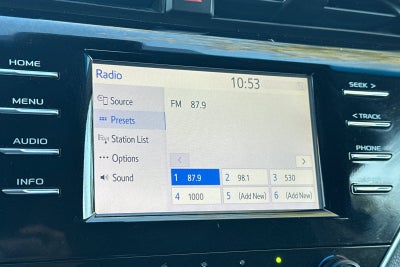 HOME
MENU
AUDIO
INFO
Radio
10:53
Source
Presets
Station List
Options
Sound
FM 87.9
1 87.9 2 98.1 3 530
4 1000 5 (Add New) 6 (Add New)
SEEK >
< TRACK
PHONE